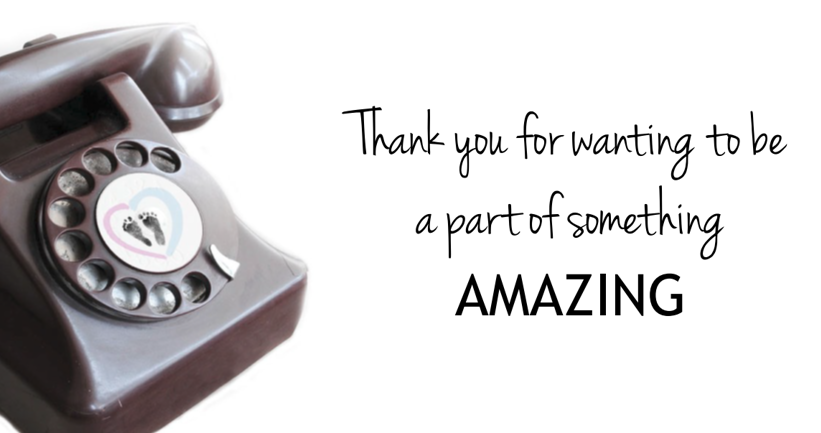 Thank you for wanting to be
a part of something
AMAZING